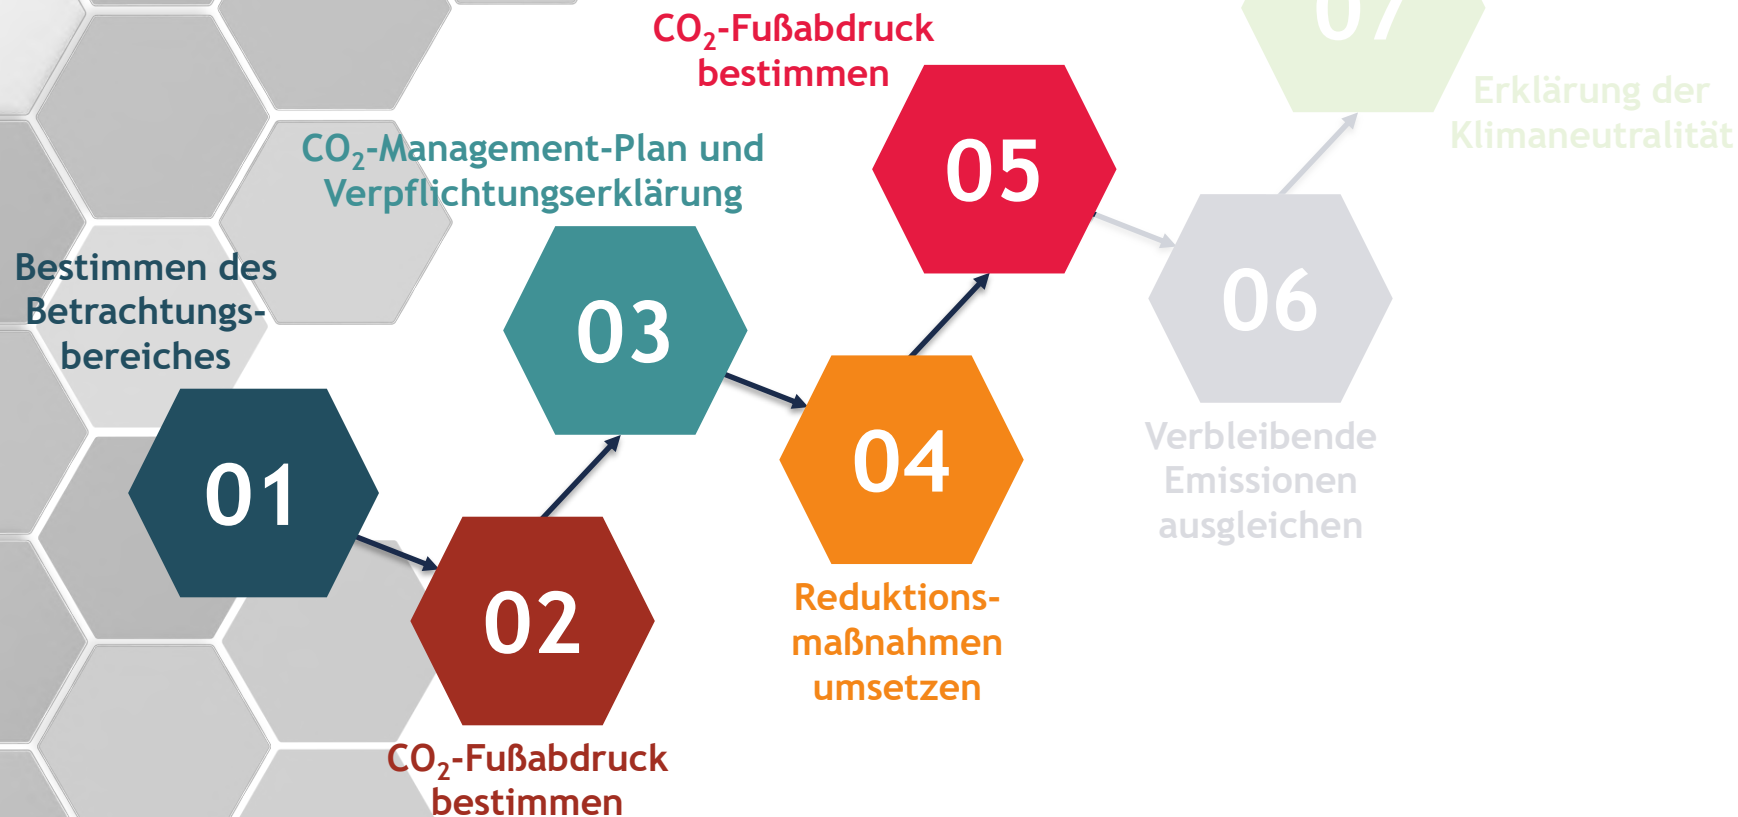 Bestimmen des
Betrachtungs-
bereiches
01
02
CO₂-Fußabdruck
bestimmen
CO₂-Management-Plan und
Verpflichtungserklärung
03
04
Reduktions-
maßnahmen
umsetzen
CO₂-Fußabdruck
bestimmen
05
06
Verbleibende
Emissionen
ausgleichen
07
Erklärung der
Klimaneutralität